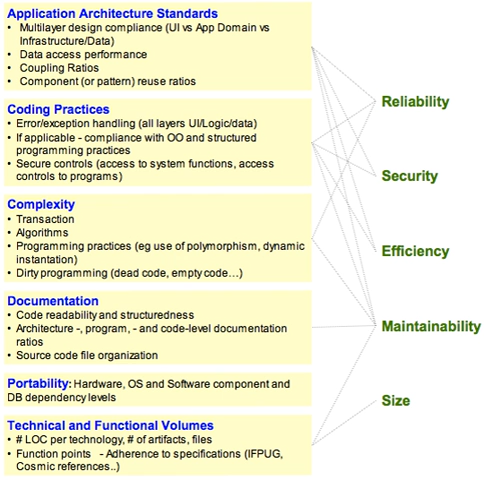 Application Architecture Standards
• Multilayer design compliance (UI vs App Domain vs
Infrastructure/Data)
• Data access performance
• Coupling Ratios
• Component (or pattern) reuse ratios
Coding Practices
• Error/exception handling (all layers UI/Logic/data)
• If applicable - compliance with OO and structured
programming practices
• Secure controls (access to system functions, access
controls to programs)
Complexity
• Transaction
• Algorithms
• Programming practices (eg use of polymorphism, dynamic
instantation)
• Dirty programming (dead code, empty code…)
Documentation
• Code readability and structuredness
• Architecture -, program, - and code-level documentation
ratios
• Source code file organization
Portability: Hardware, OS and Software component and
DB dependency levels
Technical and Functional Volumes
• # LOC per technology, # of artifacts, files
• Function points - Adherence to specifications (IFPUG,
Cosmic references..)
Reliability
Security
Efficiency
Maintainability
Size